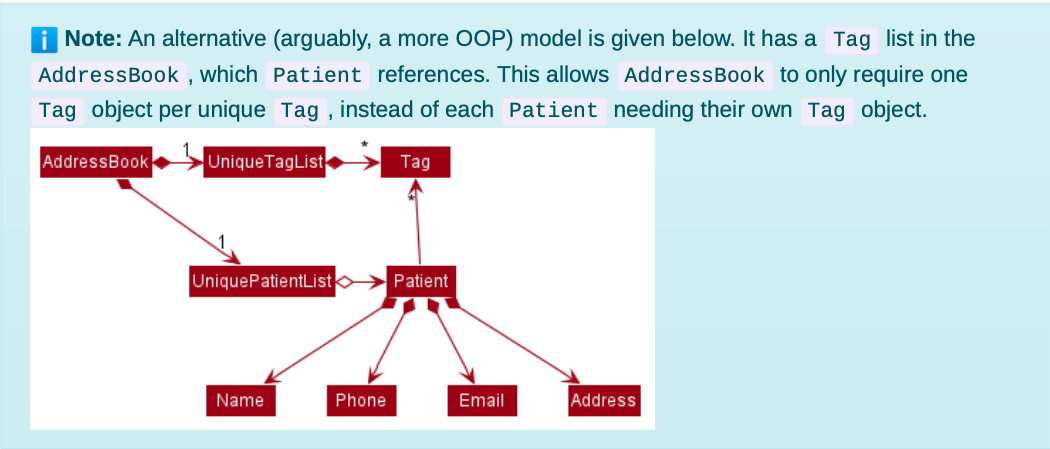 i Note: An alternative (arguably, a more OOP) model is given below. It has a Tag list in the
AddressBook , which Patient references. This allows AddressBook to only require one
Tag object per unique Tag , instead of each Patient needing their own Tag object.
AddressBook 1 UniqueTagList * Tag
*
1
UniquePatientList Patient
Name Phone Email Address